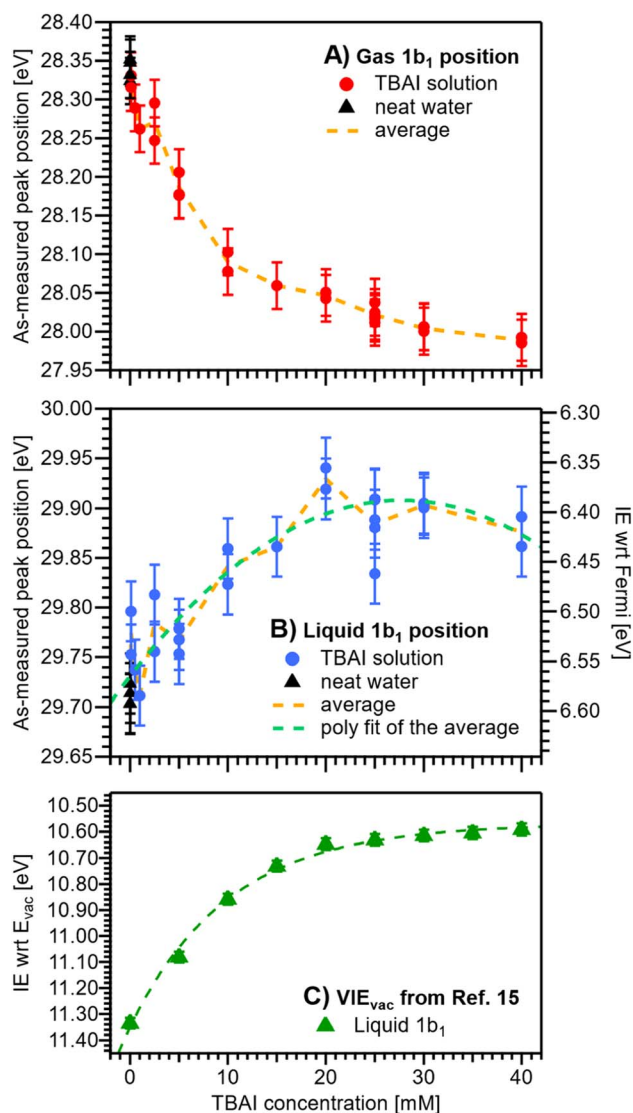 28.40
28.35
28.30
28.25
28.20
28.15
28.10
28.05
28.00
27.95
As-measured peak position [eV]
A) Gas 1b₁ position
TBAI solution
neat water
average
30.00
29.95
29.90
29.85
29.80
29.75
29.70
29.65
As-measured peak position [eV]
6.30
6.35
6.40
6.45
6.50
6.55
6.60
IE wrt Fermi [eV]
B) Liquid 1b₁ position
TBAI solution
neat water
average
poly fit of the average
10.50
10.60
10.70
10.80
10.90
11.00
11.10
11.20
11.30
11.40
IE wrt Eᵥₐc [eV]
C) VIEᵥₐc from Ref. 15
Liquid 1b₁
0
10
20
30
40
TBAI concentration [mM]